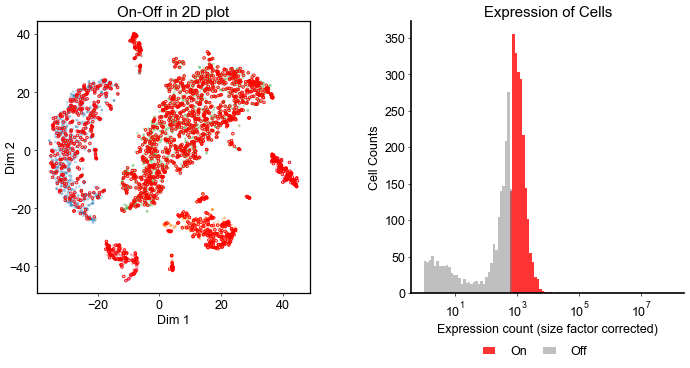 On-Off in 2D plot
Dim 2
40
20
0
−20
−40
−20
0
20
40
Dim 1
Expression of Cells
Cell Counts
350
300
250
200
150
100
50
0
10^1
10^3
10^5
10^7
Expression count (size factor corrected)
On
Off